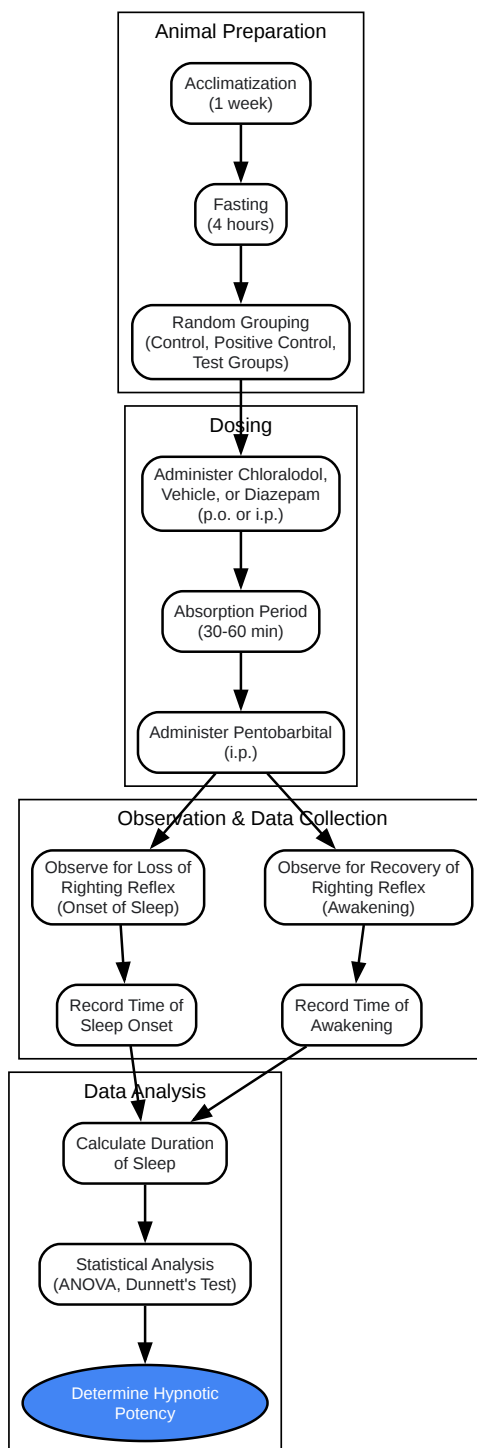 Animal Preparation
Acclimatization
(1 week)
Fasting
(4 hours)
Random Grouping
(Control, Positive Control,
Test Groups)
Dosing
Administer Chloralodol,
Vehicle, or Diazepam
(p.o. or i.p.)
Absorption Period
(30-60 min)
Administer Pentobarbital
(i.p.)
Observation & Data Collection
Observe for Loss of
Righting Reflex
(Onset of Sleep)
Observe for Recovery of
Righting Reflex
(Awakening)
Record Time of
Sleep Onset
Record Time of
Awakening
Data Analysis
Calculate Duration
of Sleep
Statistical Analysis
(ANOVA, Dunnett's Test)
Determine Hypnotic
Potency